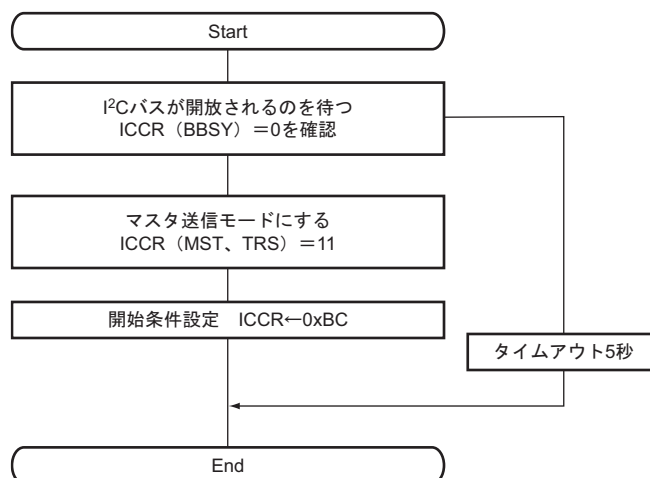 Start
I²Cバスが開放されるのを待つ
ICCR（BBSY）＝0を確認
マスタ送信モードにする
ICCR（MST、TRS）＝11
開始条件設定　ICCR←0xBC
タイムアウト5秒
End